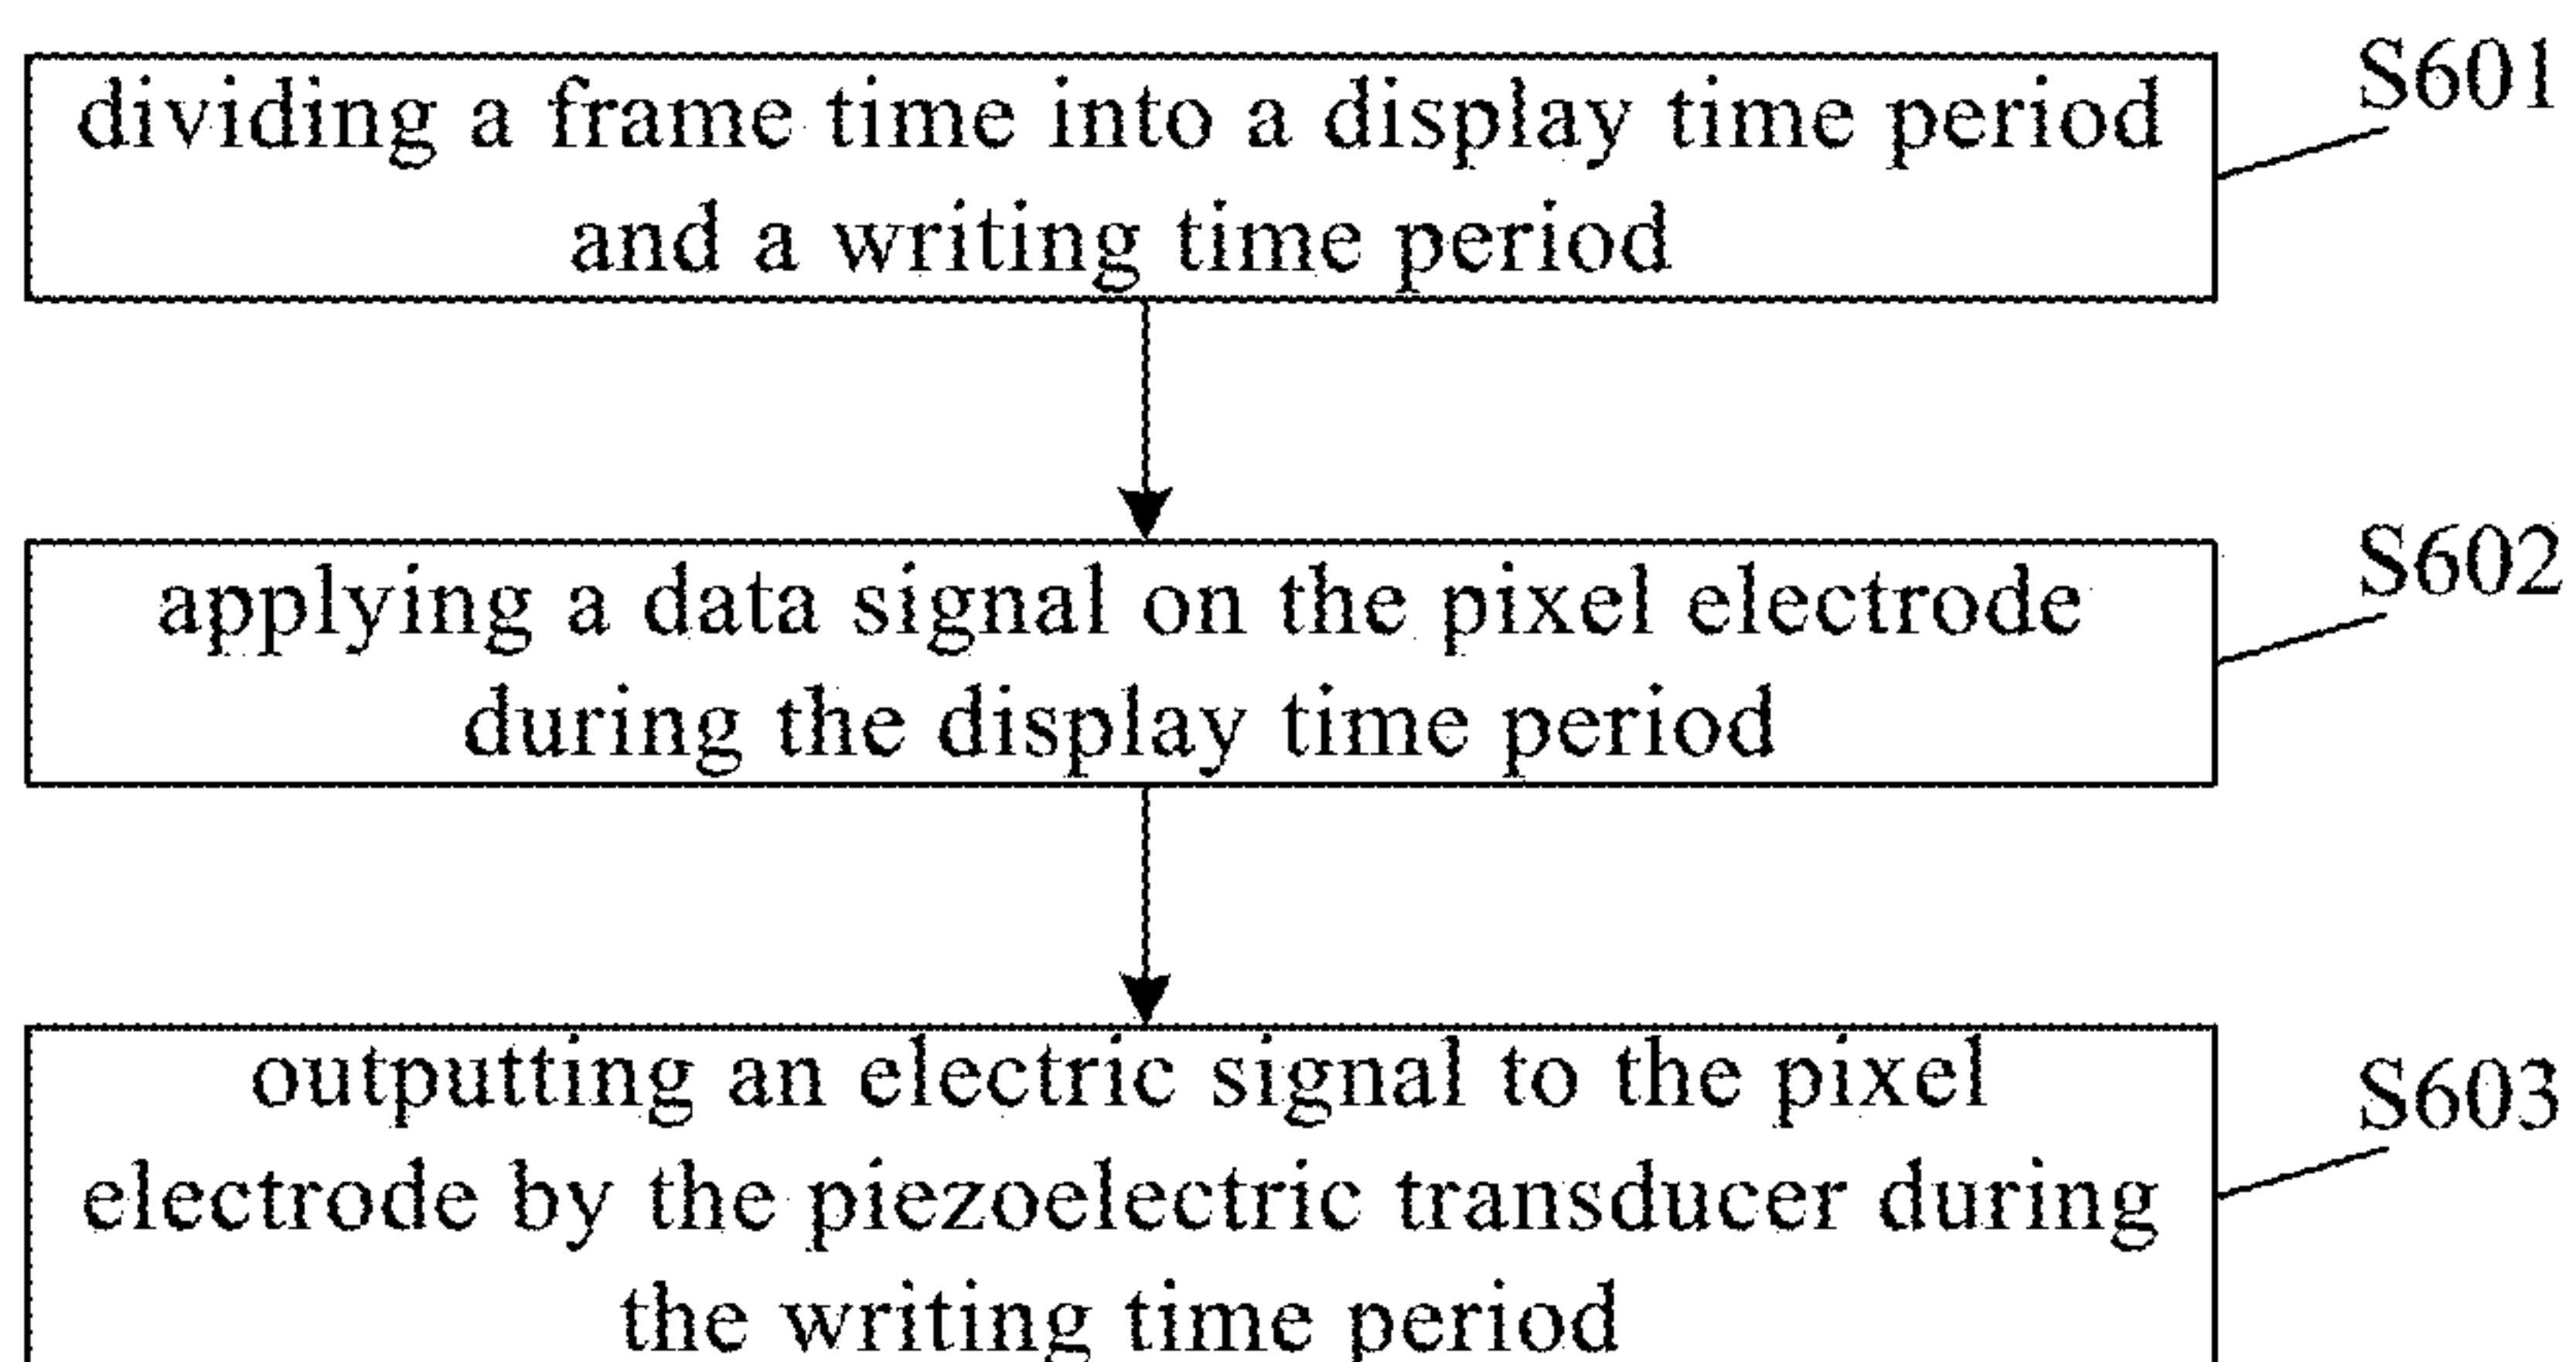 dividing a frame time into a display time period
and a writing time period
S601
applying a data signal on the pixel electrode
during the display time period
S602
outputting an electric signal to the pixel
electrode by the piezoelectric transducer during
the writing time period
S603